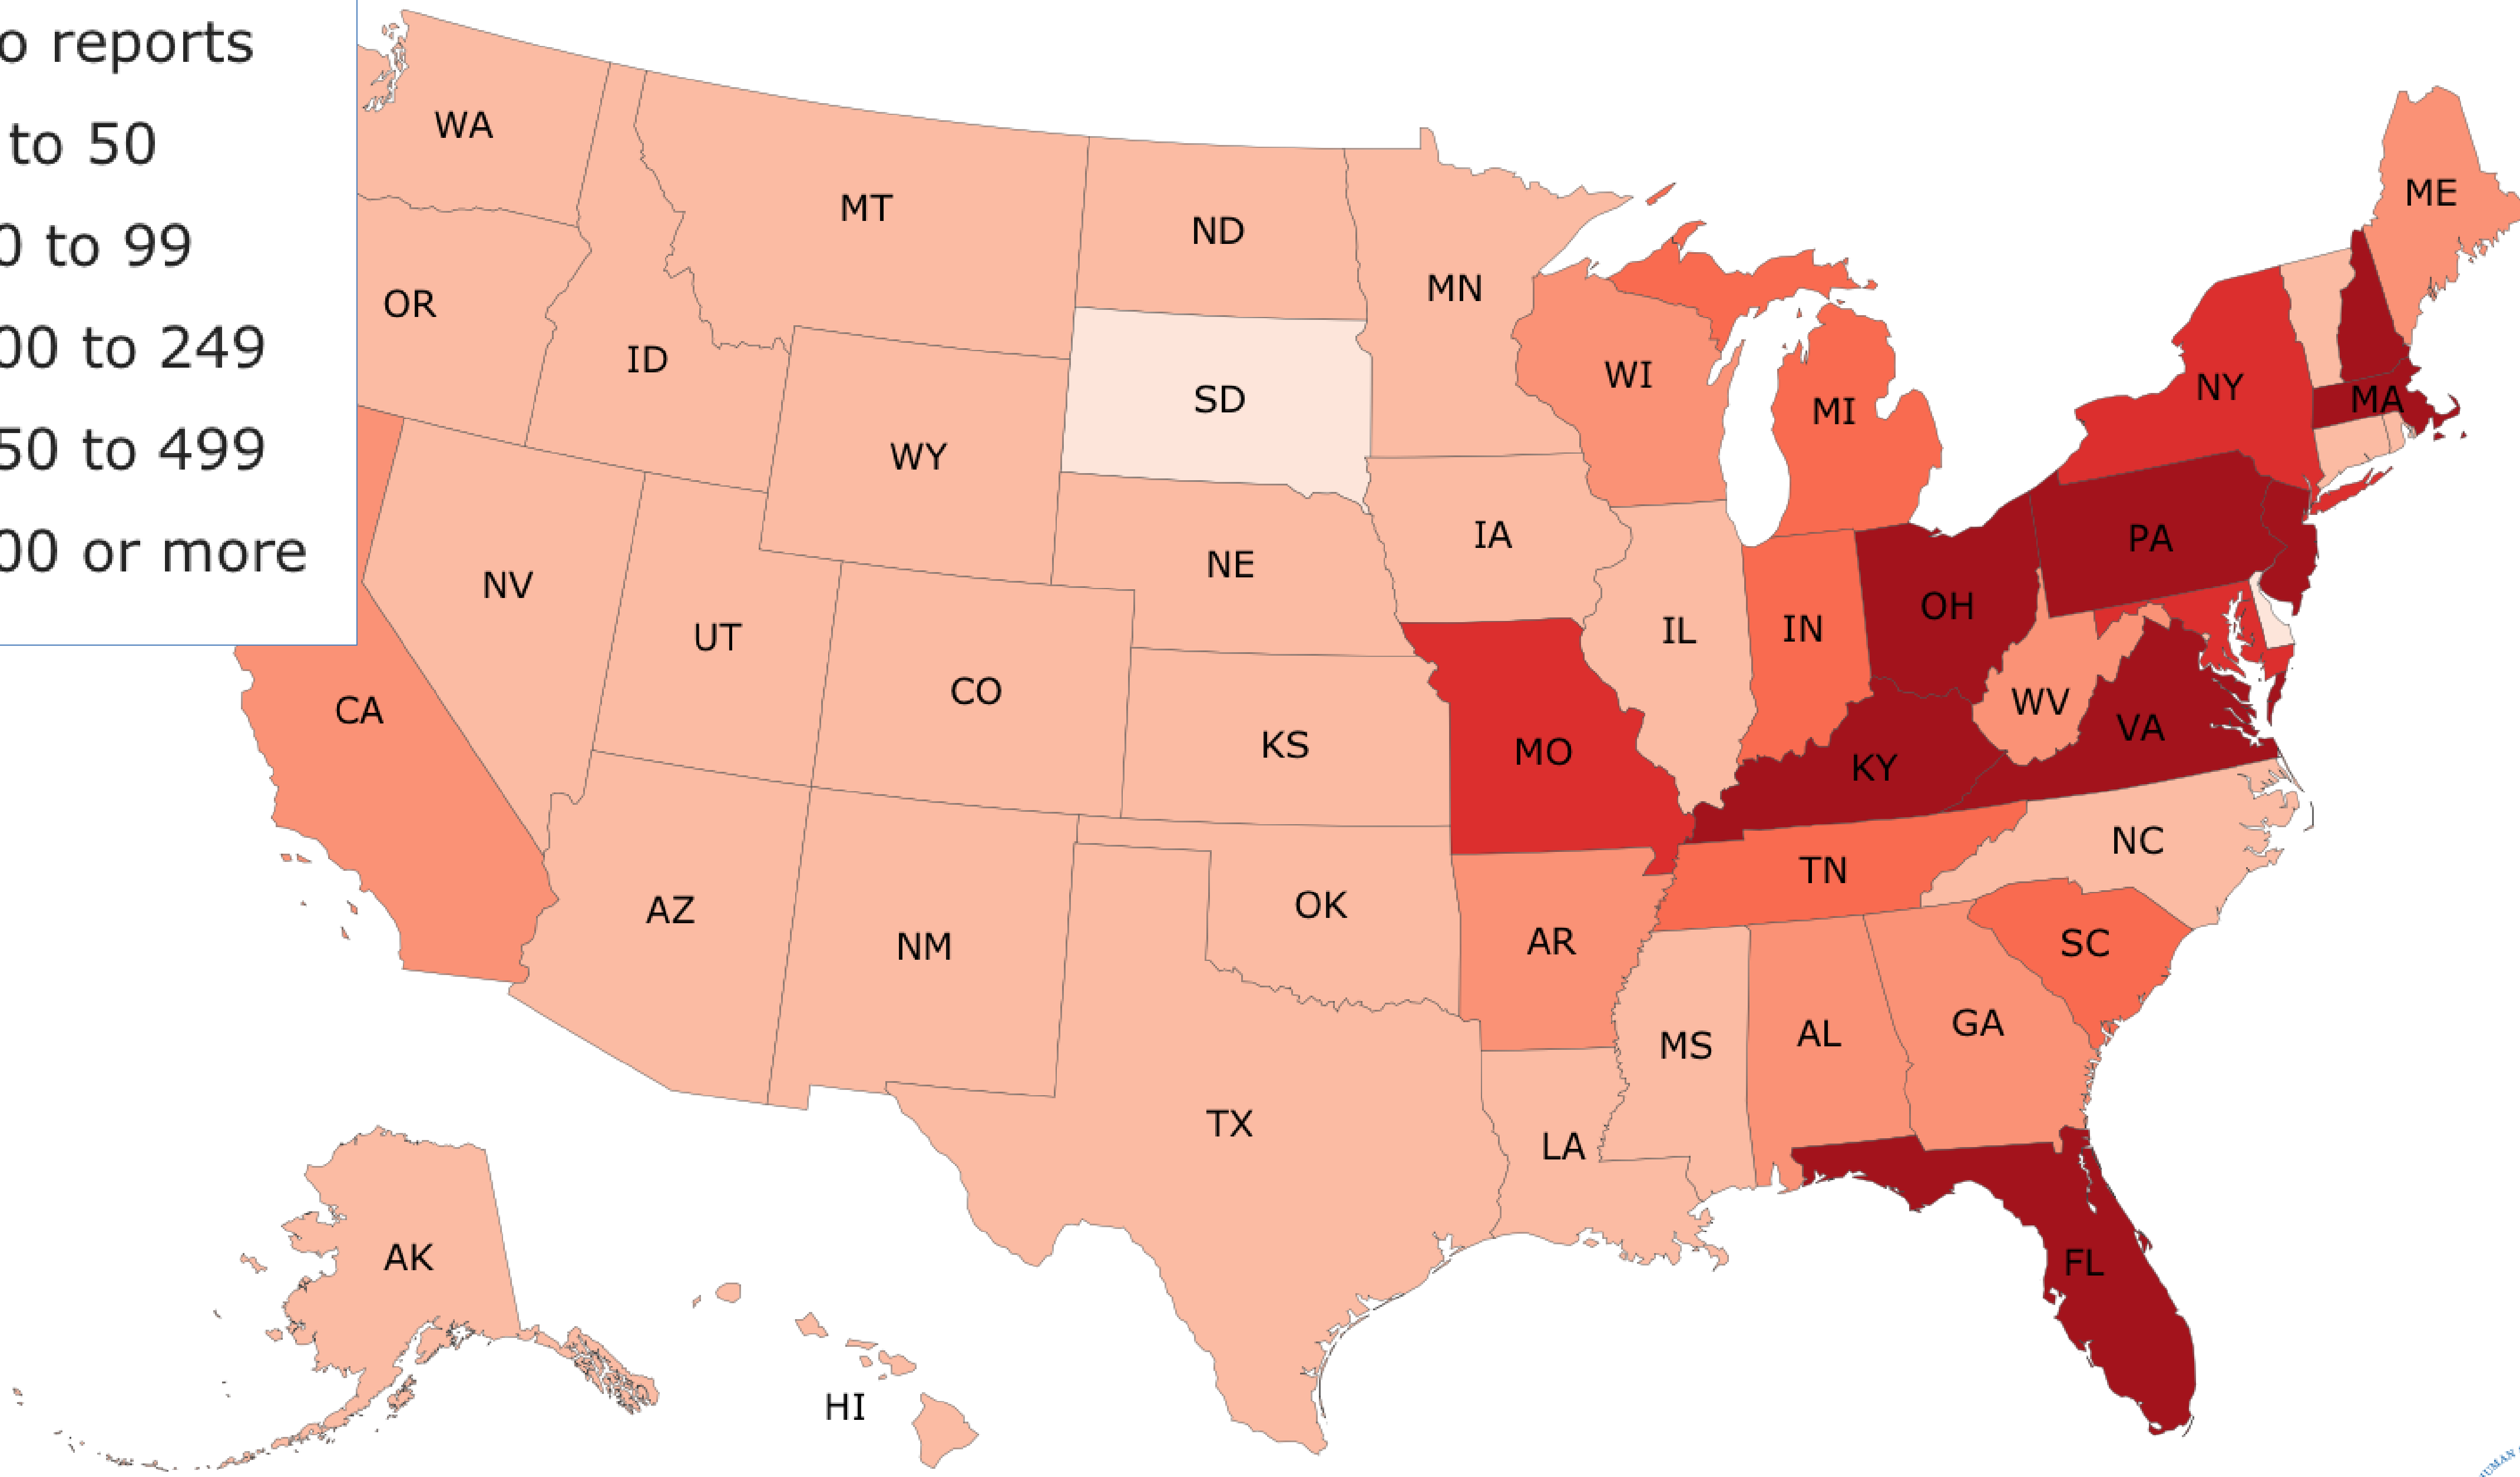 o reports
to 50
0 to 99
00 to 249
50 to 499
00 or more
WA
MT
ND
MN
OR
ID
WY
SD
WI
MI
ME
NY
MA
NV
UT
CO
NE
IA
IL
IN
OH
PA
CA
KS
MO
KY
WV
VA
AZ
NM
OK
AR
TN
NC
SC
TX
LA
MS
AL
GA
FL
AK
HI
HUMAN